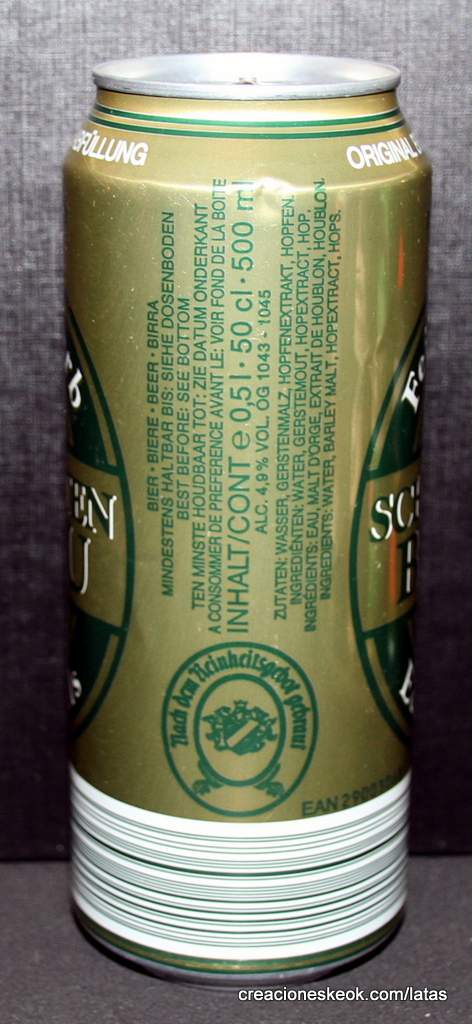 ORIGINAL
BIER · BIERE · BEER · BIRRA
MINDESTENS HALTBAR BIS: SIEHE DOSENBODEN
BEST BEFORE: SEE BOTTOM
TEN MINSTE HOUDBAAR TOT: ZIE DATUM ONDERKANT
A CONSOMMER DE PREFERENCE AVANT LE: VOIR FOND DE LA BOITE
INHALT/CONT e 0,5 l · 50 cl · 500 ml
ALC. 4,9% VOL. OG 1043 - 1045
ZUTATEN: WASSER, GERSTENMALZ, HOPFENEXTRAKT, HOPFEN.
INGREDIËNTEN: WATER, GERSTEMOUT, HOPEXTRACT, HOP.
INGRÉDIENTS: EAU, MALT D'ORGE, EXTRAIT DE HOUBLON, HOUBLON.
INGREDIENTS: WATER, BARLEY MALT, HOPEXTRACT, HOPS.
Nach dem Reinheitsgebot gebraut
EAN
creacioneskeok.com/latas